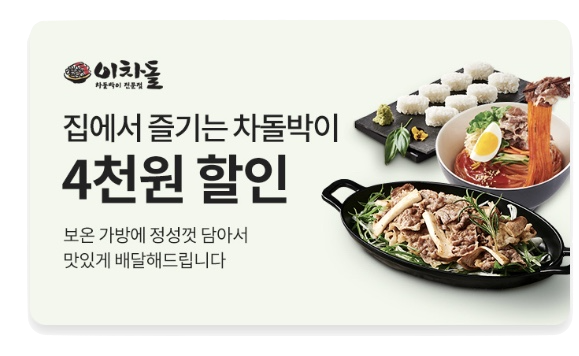 이차돌
차돌박이 전문점
집에서 즐기는 차돌박이
4천원 할인
보온 가방에 정성껏 담아서
맛있게 배달해드립니다